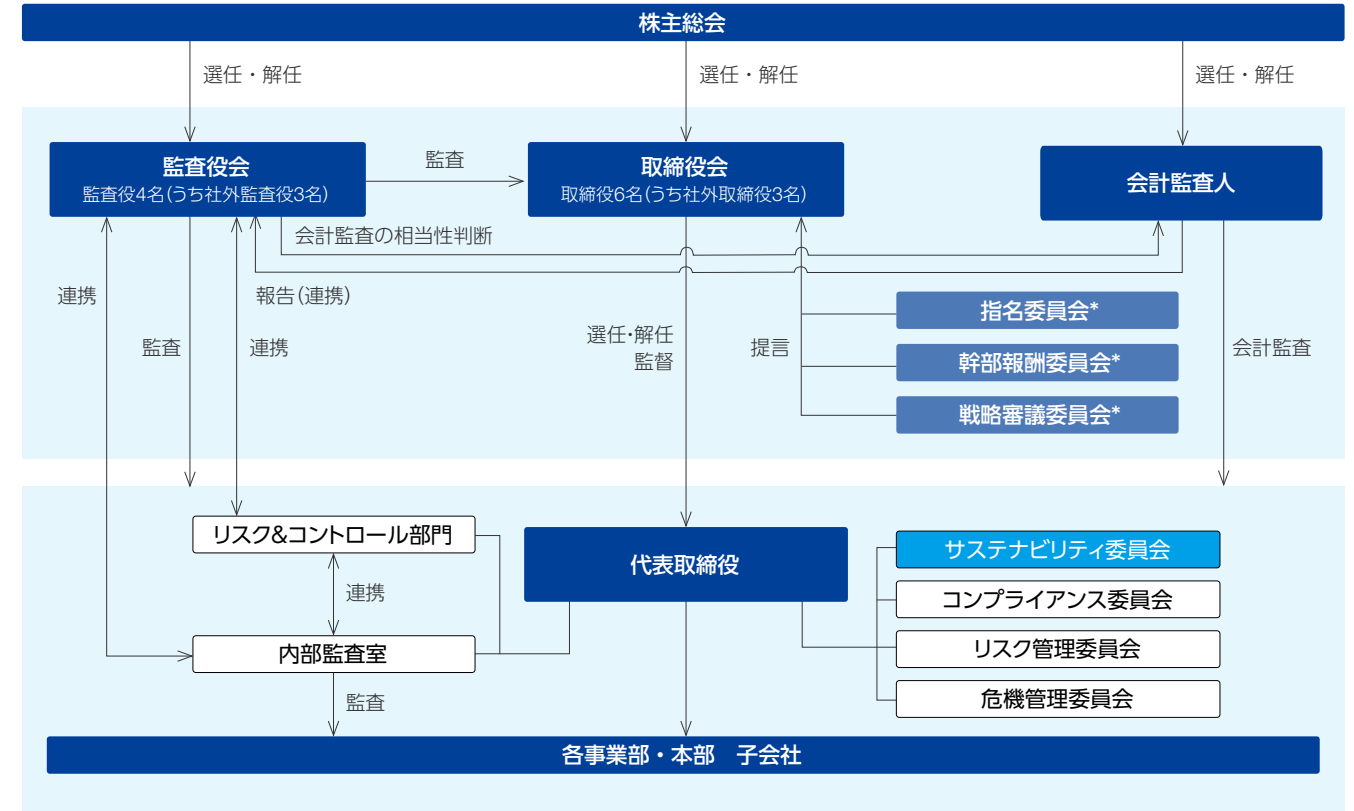 株主総会
選任・解任
選任・解任
選任・解任
監査役会
監査役4名(うち社外監査役3名)
監査
取締役会
取締役6名(うち社外取締役3名)
会計監査人
会計監査の相当性判断
連携
報告(連携)
監査
連携
選任・解任
監督
提言
指名委員会*
幹部報酬委員会*
戦略審議委員会*
会計監査
リスク&コントロール部門
連携
内部監査室
監査
代表取締役
サステナビリティ委員会
コンプライアンス委員会
リスク管理委員会
危機管理委員会
各事業部・本部　子会社